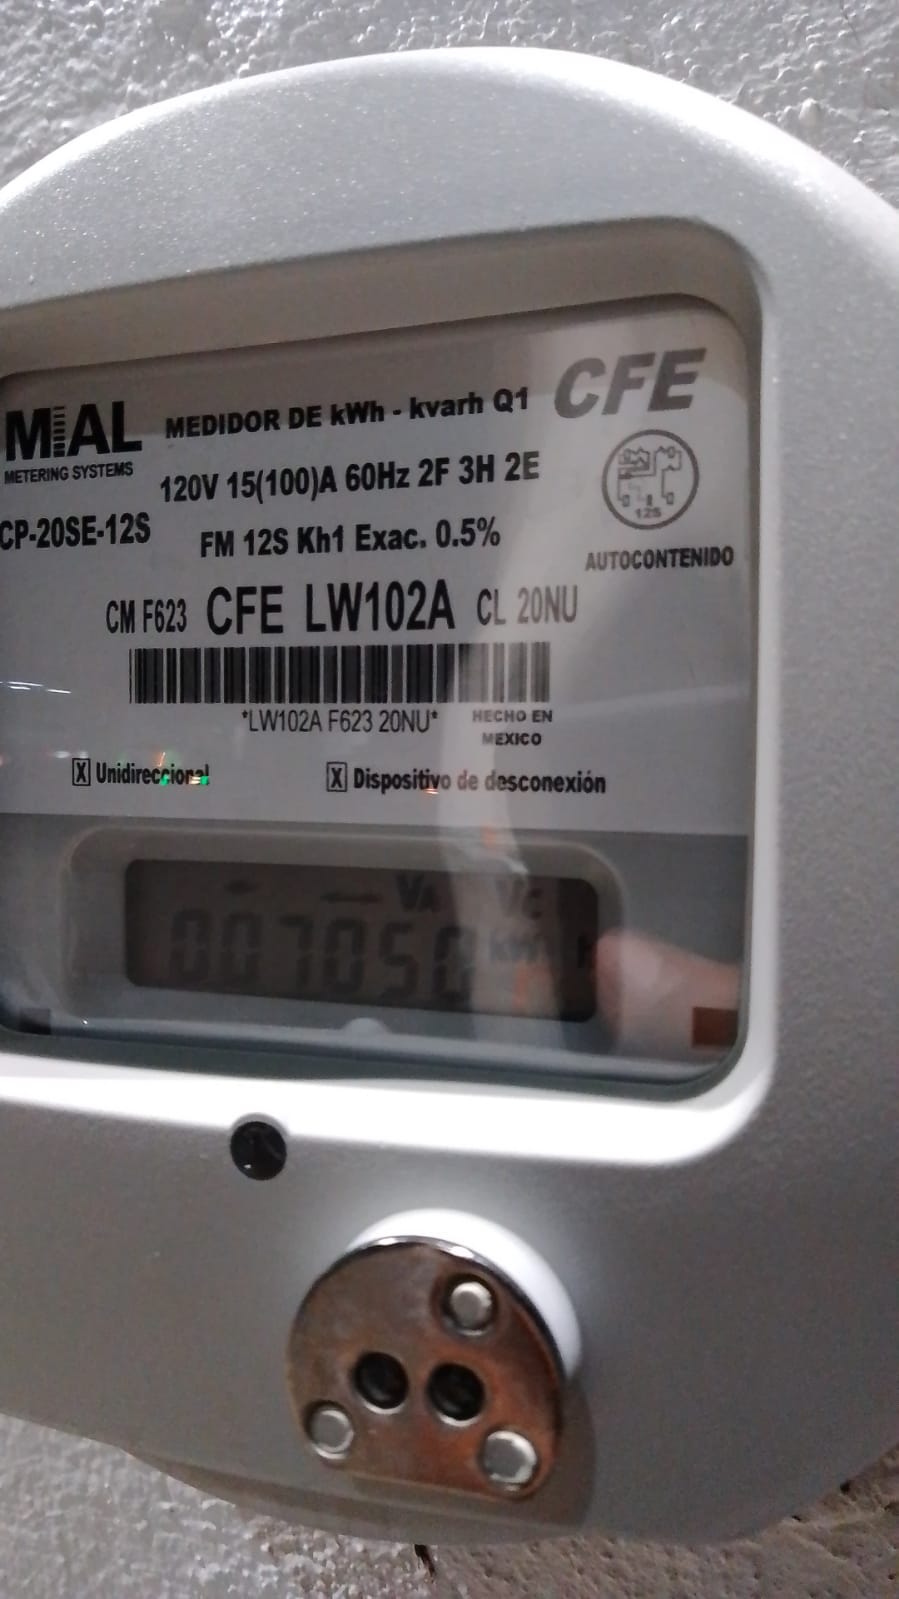 MIAL
METERING SYSTEMS
MEDIDOR DE kWh - kvarh Q1
CFE
120V 15(100)A 60Hz 2F 3H 2E
CP-20SE-12S
FM 12S Kh1 Exac. 0.5%
12S
AUTOCONTENIDO
CM F623 CFE LW102A CL 20NU
*LW102A F623 20NU*
HECHO EN
MEXICO
X Unidireccional
X Dispositivo de desconexión
VA VC
007050